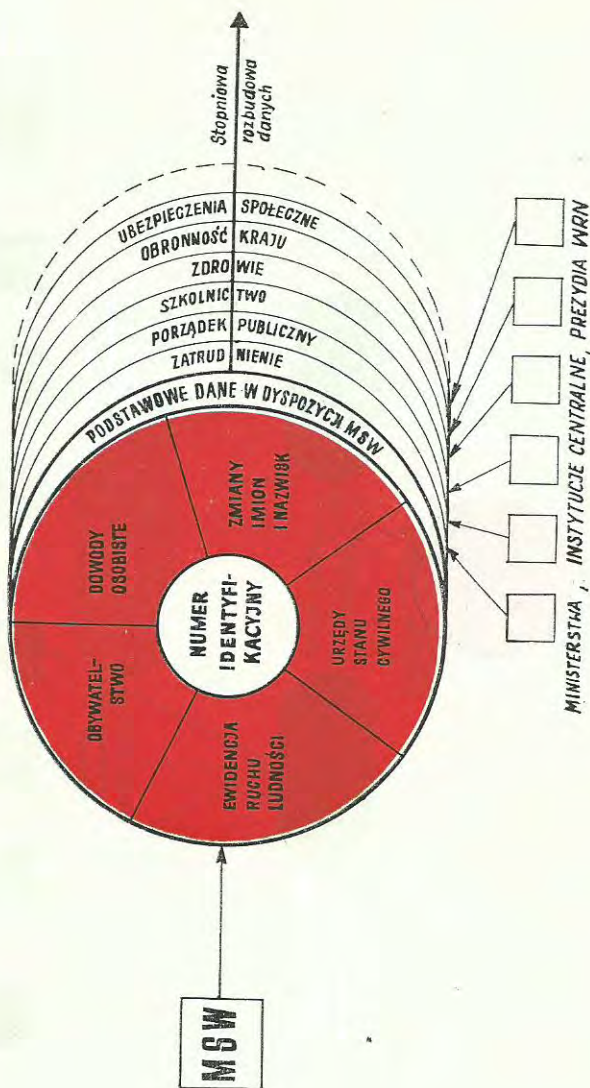 Stopniowa
rozbudowa
danych
UBEZPIECZENIA SPOŁECZNE
OBRONNOŚĆ KRAJU
ZDROWIE
SZKOLNICTWO
PORZĄDEK PUBLICZNY
ZATRUDNIENIE
PODSTAWOWE DANE W DYSPOZYCJI MSW
DOWODY
OSOBISTE
ZMIANY
IMION
I NAZWISK
OBYWATEL-
STWO
NUMER
IDENTYFI-
KACYJNY
URZĘDY
STANU
CYWILNEGO
EWIDENCJA
RUCHU
LUDNOŚCI
MSW
MINISTERSTWA, INSTYTUCJE CENTRALNE, PREZYDIA WRN